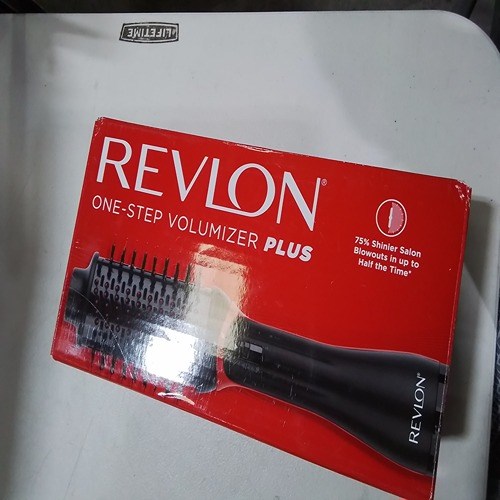 LIFETIME
REVLON®
ONE-STEP VOLUMIZER PLUS
75% Shinier Salon
Blowouts in up to
Half the Time*
REVLON®